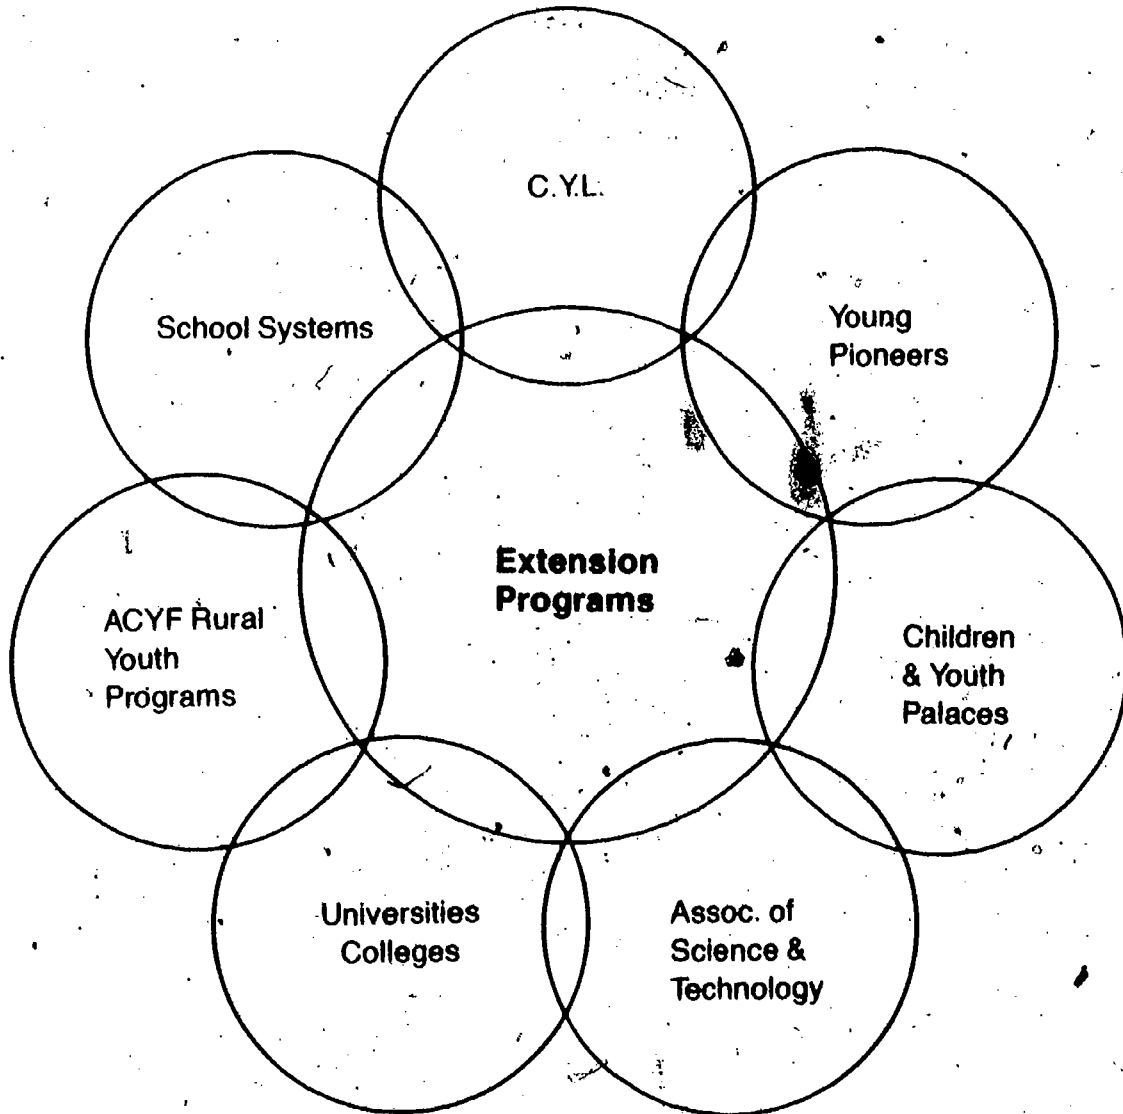 C.Y.L.
School Systems
Young
Pioneers
Extension
Programs
ACYF Rural
Youth
Programs
Children
& Youth
Palaces
Universities
Colleges
Assoc. of
Science &
Technology